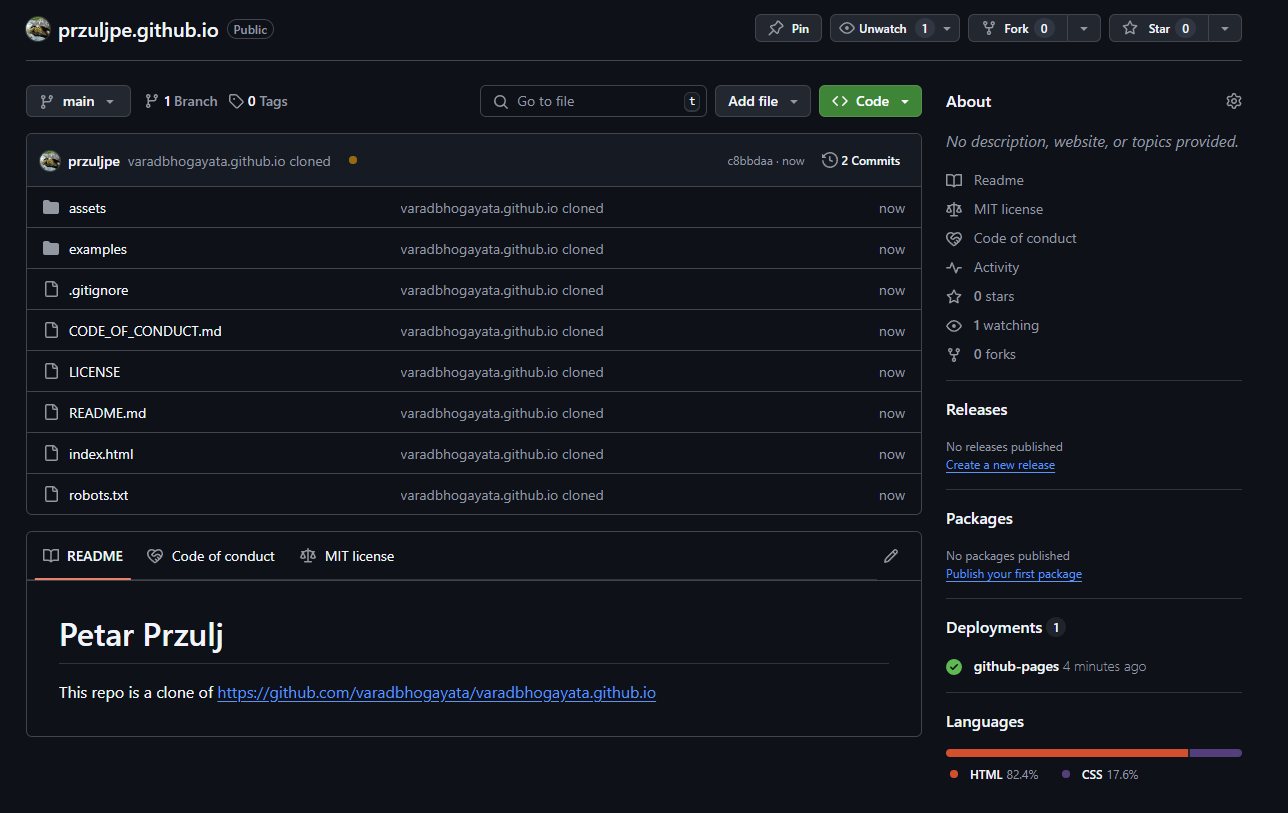 przuljpe.github.io Public Pin Unwatch 1 Fork 0 Star 0
main 1 Branch 0 Tags Go to file t Add file Code
przuljpe varadbhogayata.github.io cloned c8bbdaa · now 2 Commits
assets varadbhogayata.github.io cloned now
examples varadbhogayata.github.io cloned now
.gitignore varadbhogayata.github.io cloned now
CODE_OF_CONDUCT.md varadbhogayata.github.io cloned now
LICENSE varadbhogayata.github.io cloned now
README.md varadbhogayata.github.io cloned now
index.html varadbhogayata.github.io cloned now
robots.txt varadbhogayata.github.io cloned now
README Code of conduct MIT license
Petar Przulj
This repo is a clone of https://github.com/varadbhogayata/varadbhogayata.github.io
About
No description, website, or topics provided.
Readme
MIT license
Code of conduct
Activity
0 stars
1 watching
0 forks
Releases
No releases published
Create a new release
Packages
No packages published
Publish your first package
Deployments 1
github-pages 4 minutes ago
Languages
HTML 82.4% CSS 17.6%